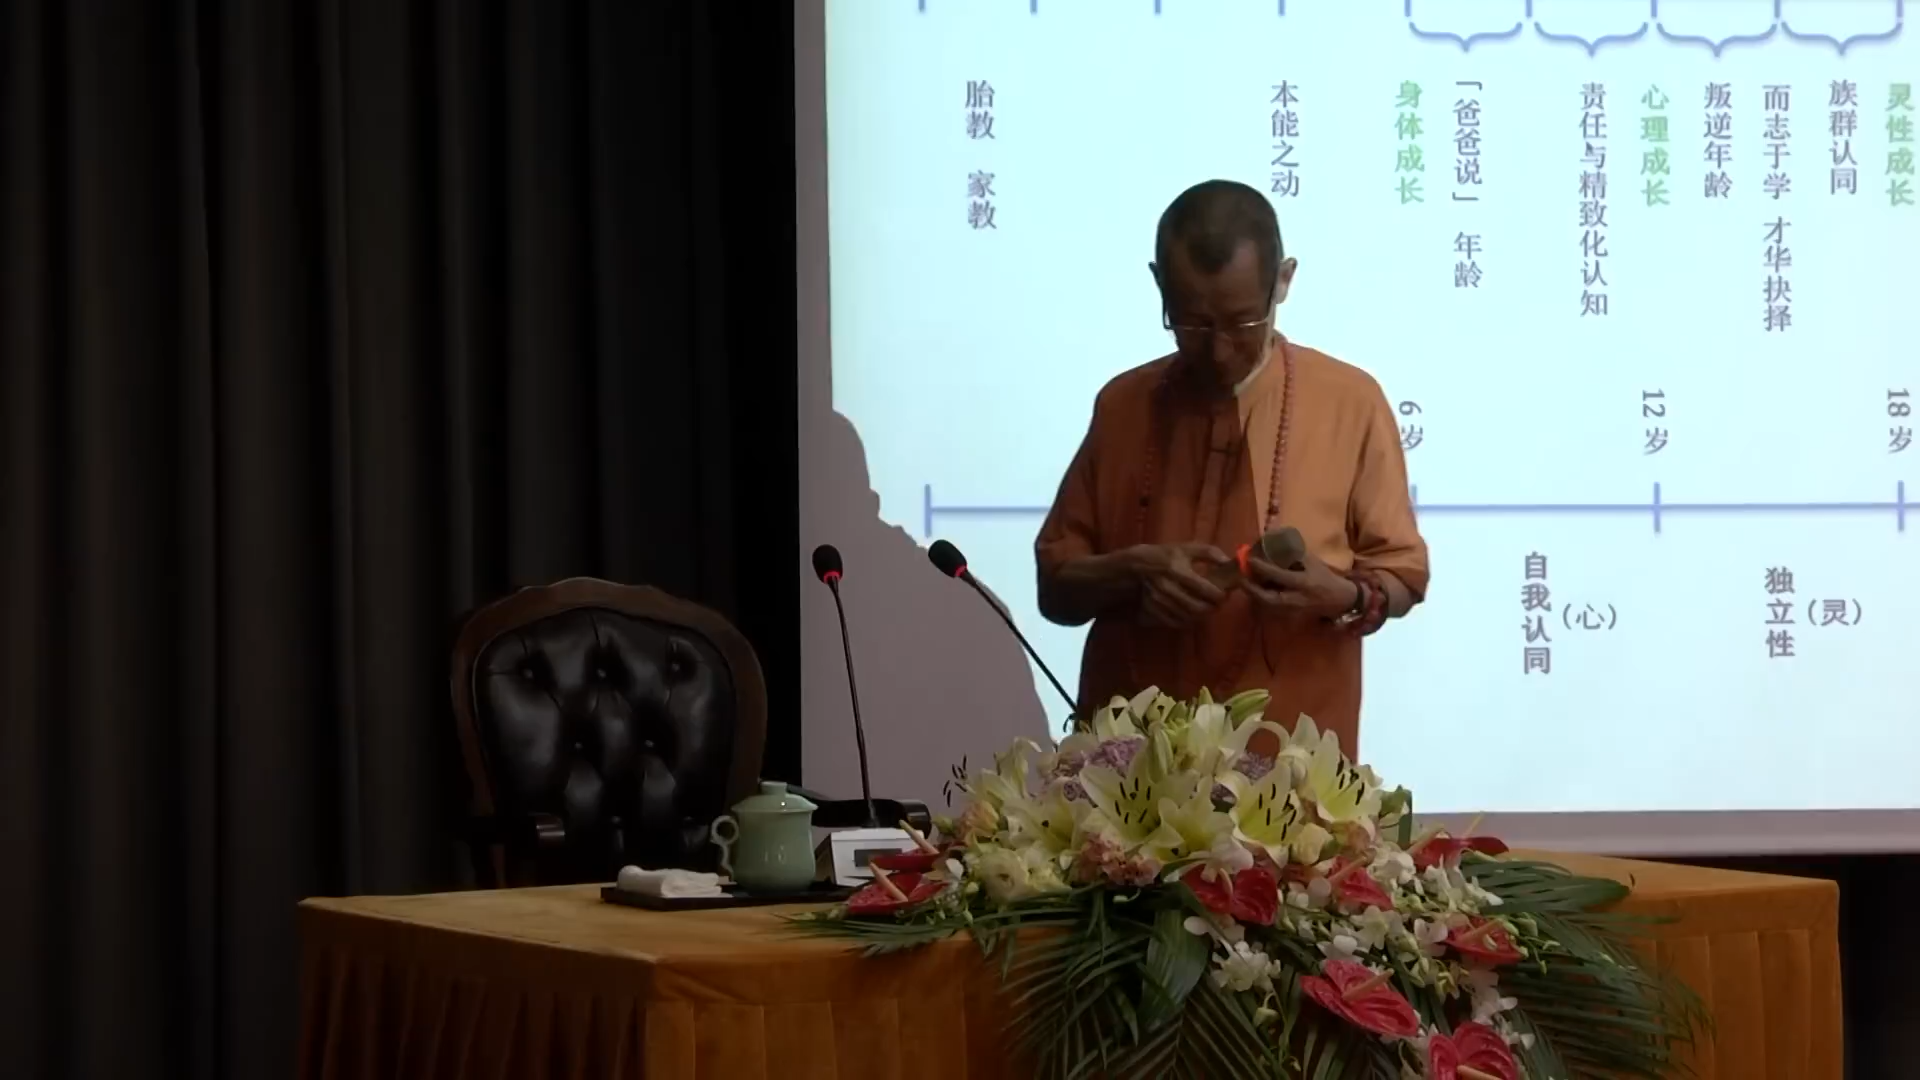 胎教 家教
本能之动
身体成长
「爸爸说」年龄
责任与精致化认知
心理成长
叛逆年龄
而志于学 才华抉择
族群认同
灵性成长
6岁
12岁
18岁
自我认同（心）
独立性（灵）